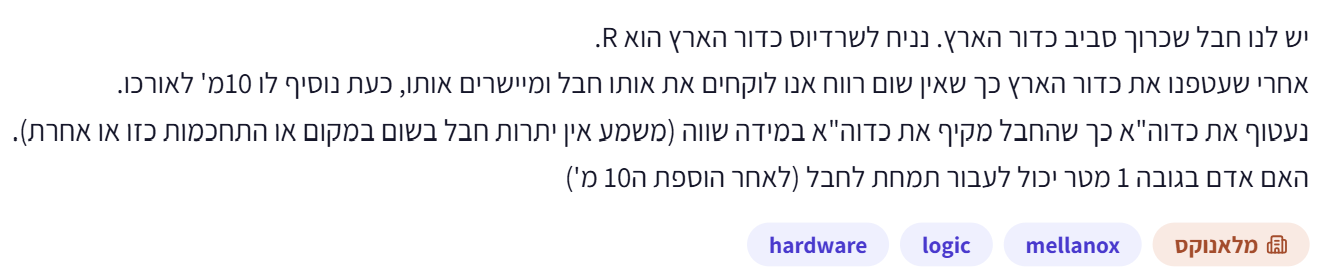 יש לנו חבל שכרוך סביב כדור הארץ. נניח לשרדיוס כדור הארץ הוא R.
אחרי שעטפנו את כדור הארץ כך שאין שום רווח אנו לוקחים את אותו חבל ומיישרים אותו, כעת נוסיף לו 10מ' לאורכו.
נעטוף את כדוה"א כך שהחבל מקיף את כדוה"א במידה שווה (משמע אין יתרות חבל בשום במקום או התחכמות כזו או אחרת).
האם אדם בגובה 1 מטר יכול לעבור תמחת לחבל (לאחר הוספת ה10 מ')
מלאנוקס mellanox logic hardware